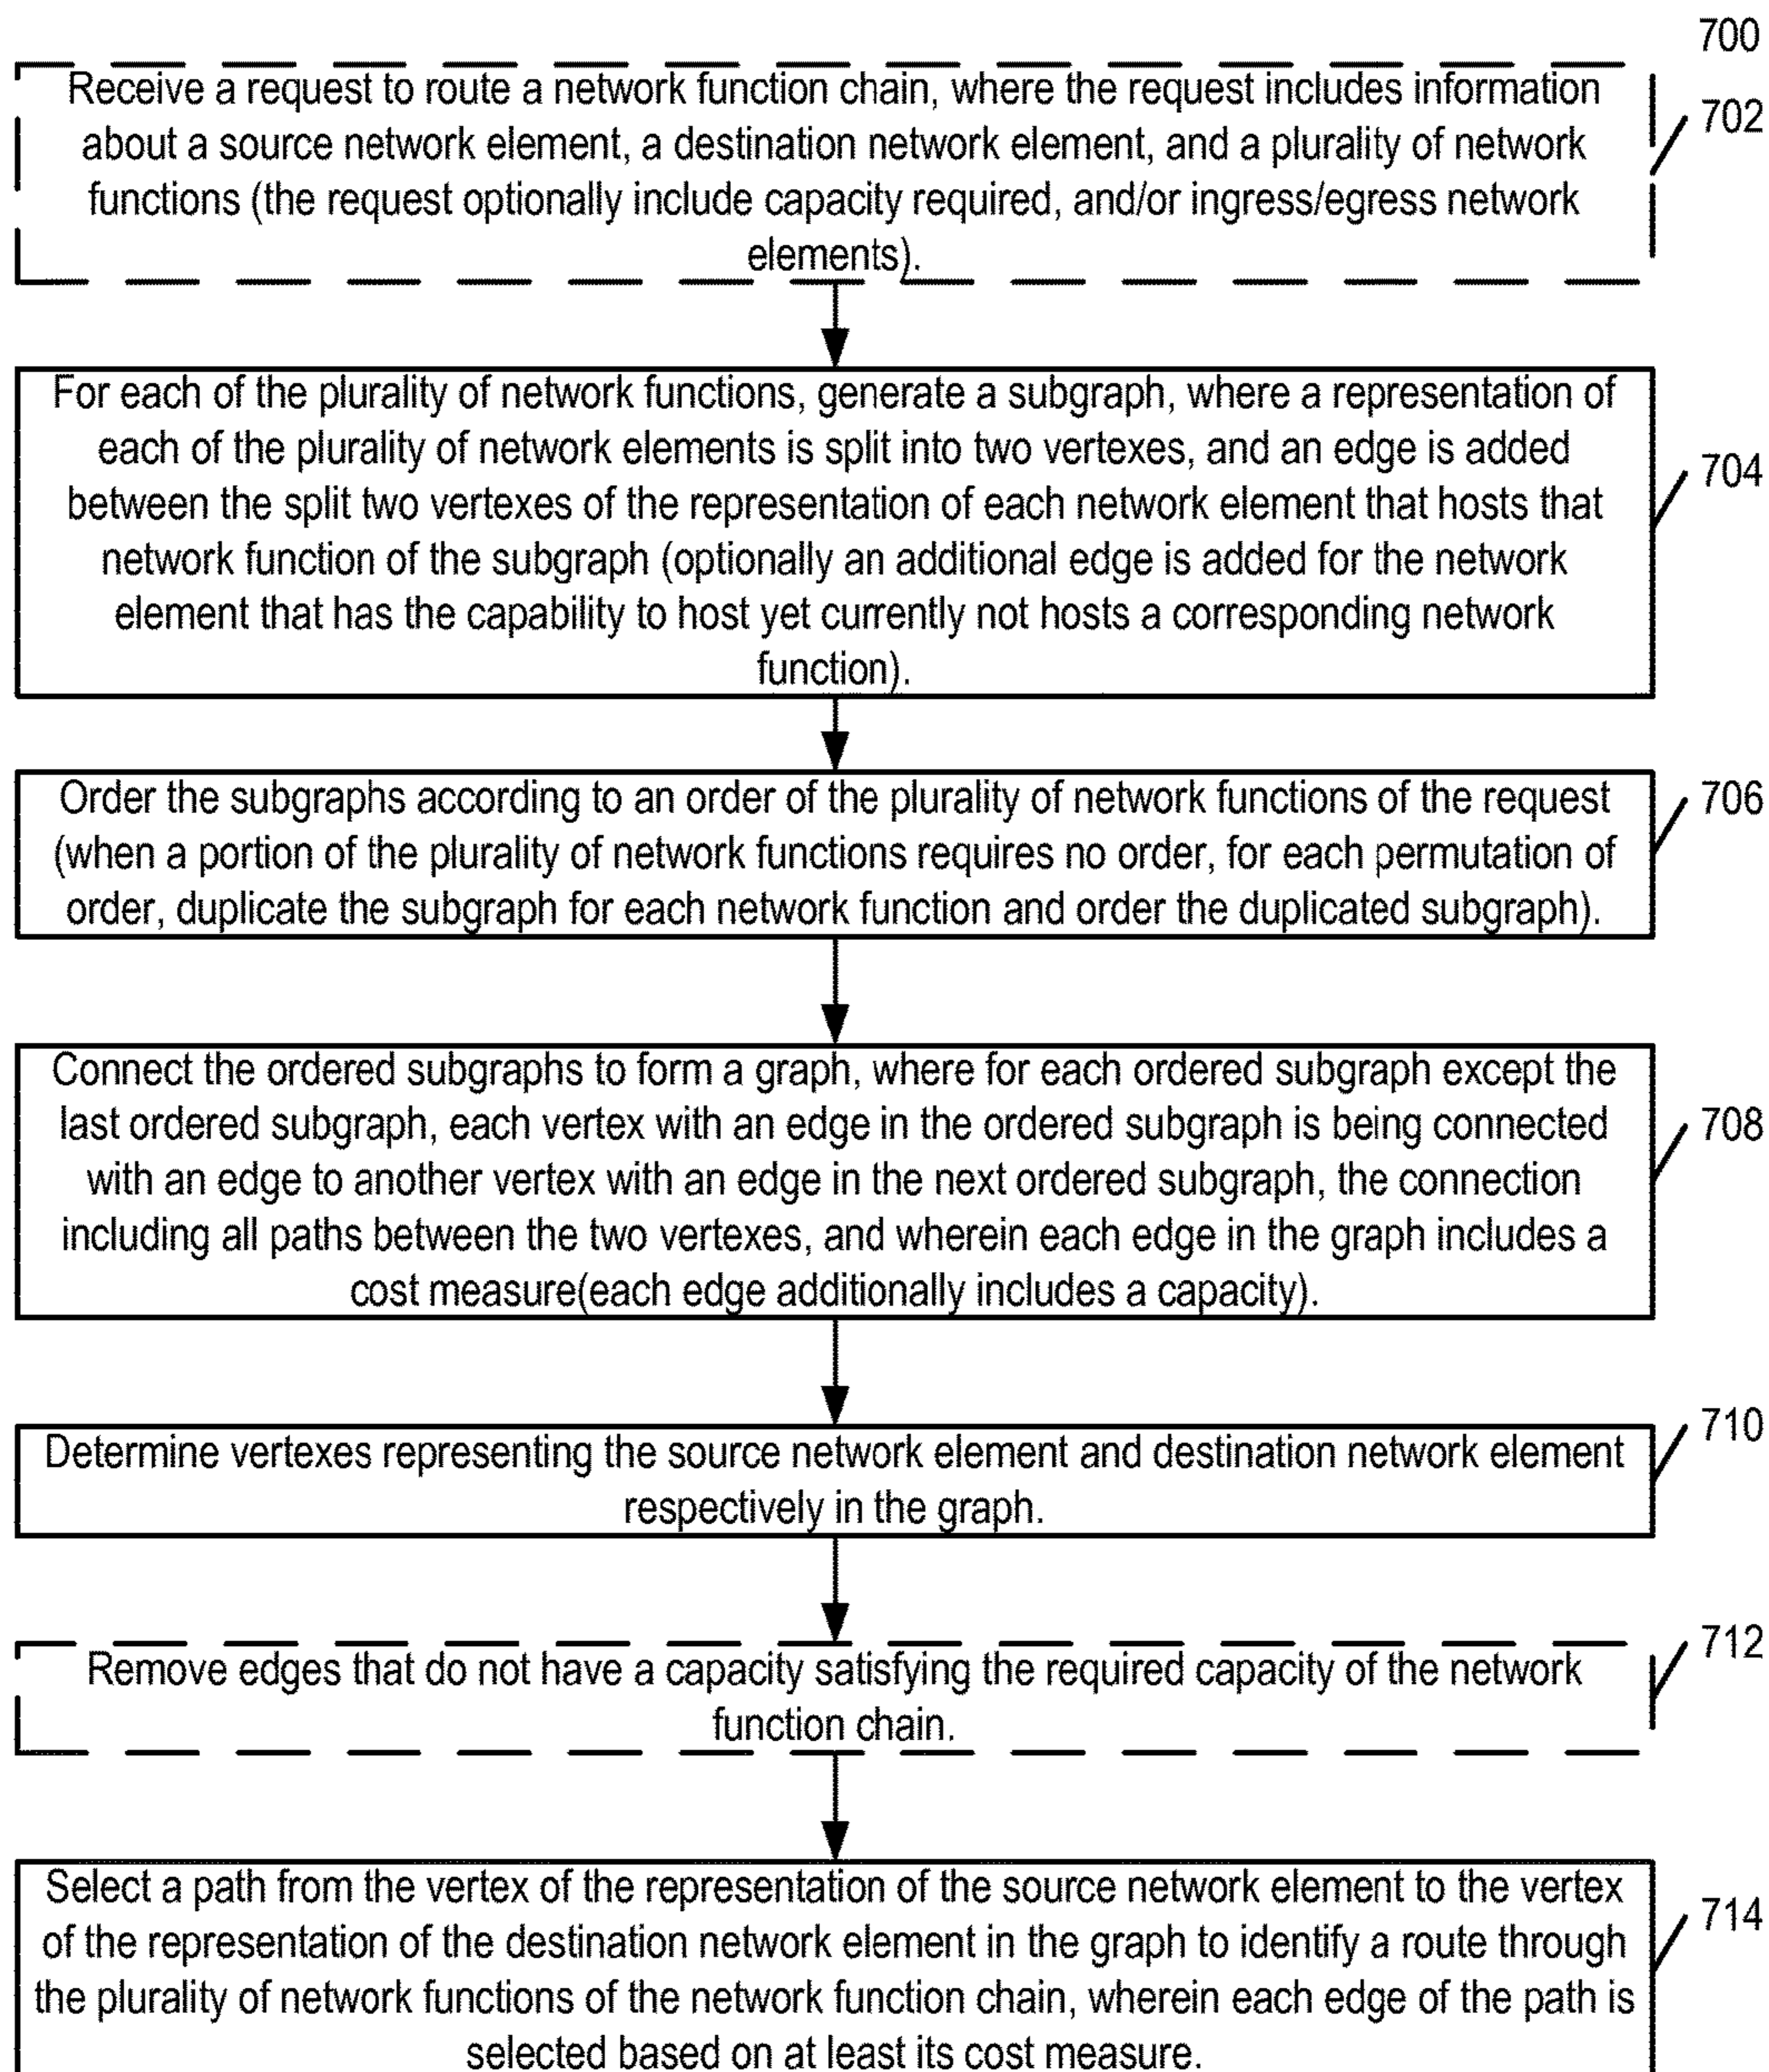 700
Receive a request to route a network function chain, where the request includes information
about a source network element, a destination network element, and a plurality of network
functions (the request optionally include capacity required, and/or ingress/egress network
elements).
702
For each of the plurality of network functions, generate a subgraph, where a representation of
each of the plurality of network elements is split into two vertexes, and an edge is added
between the split two vertexes of the representation of each network element that hosts that
network function of the subgraph (optionally an additional edge is added for the network
element that has the capability to host yet currently not hosts a corresponding network
function).
704
Order the subgraphs according to an order of the plurality of network functions of the request
(when a portion of the plurality of network functions requires no order, for each permutation of
order, duplicate the subgraph for each network function and order the duplicated subgraph).
706
Connect the ordered subgraphs to form a graph, where for each ordered subgraph except the
last ordered subgraph, each vertex with an edge in the ordered subgraph is being connected
with an edge to another vertex with an edge in the next ordered subgraph, the connection
including all paths between the two vertexes, and wherein each edge in the graph includes a
cost measure(each edge additionally includes a capacity).
708
Determine vertexes representing the source network element and destination network element
respectively in the graph.
710
Remove edges that do not have a capacity satisfying the required capacity of the network
function chain.
712
Select a path from the vertex of the representation of the source network element to the vertex
of the representation of the destination network element in the graph to identify a route through
the plurality of network functions of the network function chain, wherein each edge of the path is
selected based on at least its cost measure.
714